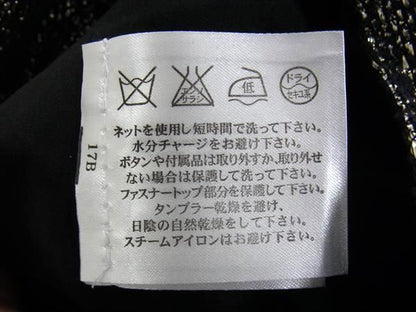 エンソ
サラシ
低
ドライ
セキユ系
ネットを使用し短時間で洗って下さい。
水分チャージをお避け下さい。
ボタンや付属品は取り外すか、取り外せ
ない場合は保護して洗って下さい。
ファスナートップ部分を保護して下さい。
タンブラー乾燥を避け、
日陰の自然乾燥をして下さい。
スチームアイロンはお避け下さい。
17B